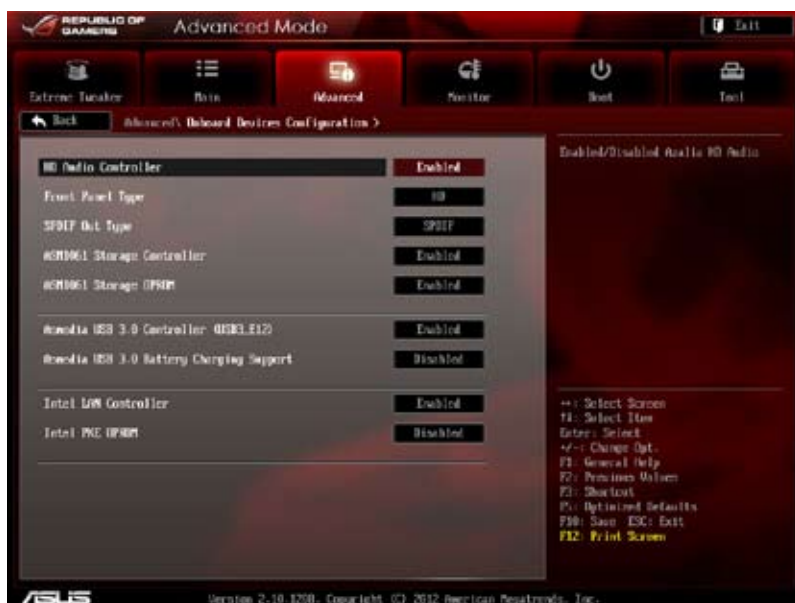 REPUBLIC OF GAMERS
Advanced Mode
Exit
Extreme Tweaker
Main
Advanced
Monitor
Boot
Tool
Back
Advanced\ Onboard Devices Configuration >
HD Audio Controller
Enabled
Front Panel Type
HD
SPDIF Out Type
SPDIF
ASM1061 Storage Controller
Enabled
ASM1061 Storage OPROM
Enabled
Asmedia USB 3.0 Controller (USB3_E12)
Enabled
Asmedia USB 3.0 Battery Charging Support
Disabled
Intel LAN Controller
Enabled
Intel PXE OPROM
Disabled
Enabled/Disabled Azalia HD Audio
→←: Select Screen
↑↓: Select Item
Enter: Select
+/-: Change Opt.
F1: General Help
F2: Previous Values
F3: Shortcut
F5: Optimized Defaults
F10: Save ESC: Exit
F12: Print Screen
ASUS
Version 2.10.1208. Copyright (C) 2012 American Megatrends, Inc.